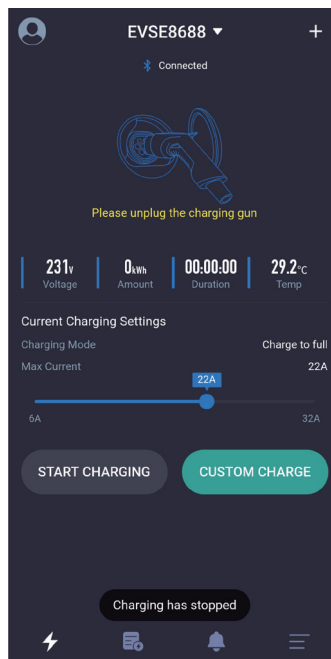 EVSE8688 ▼ +
Connected
Please unplug the charging gun
231V 0kWh 00:00:00 29.2°C
Voltage Amount Duration Temp
Current Charging Settings
Charging Mode Charge to full
Max Current 22A
22A
6A 32A
START CHARGING CUSTOM CHARGE
Charging has stopped